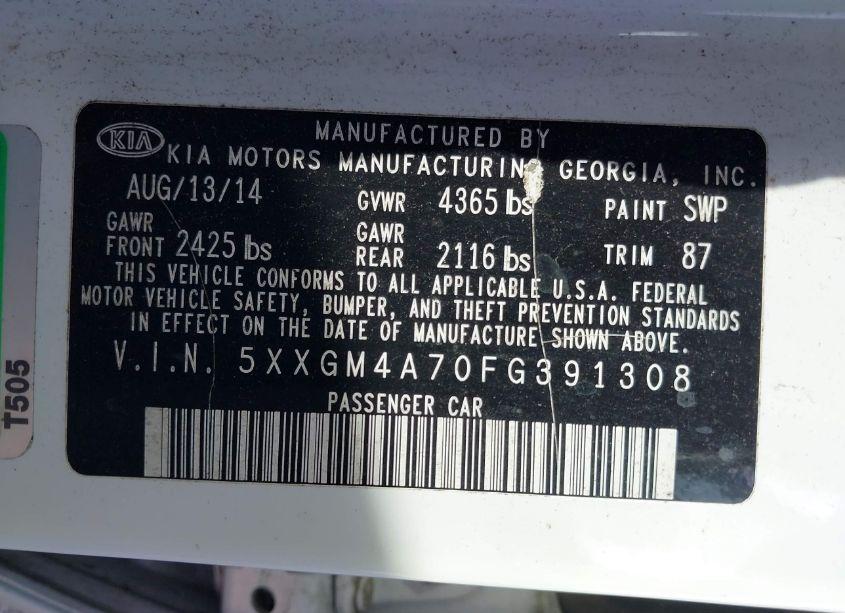 MANUFACTURED BY
KIA
KIA MOTORS MANUFACTURING GEORGIA, INC.
AUG/13/14 GVWR 4365 lbs PAINT SWP
GAWR FRONT 2425 lbs GAWR REAR 2116 lbs TRIM 87
THIS VEHICLE CONFORMS TO ALL APPLICABLE U.S.A. FEDERAL
MOTOR VEHICLE SAFETY, BUMPER, AND THEFT PREVENTION STANDARDS
IN EFFECT ON THE DATE OF MANUFACTURE SHOWN ABOVE.
V.I.N. 5XXGM4A70FG391308
PASSENGER CAR
T505